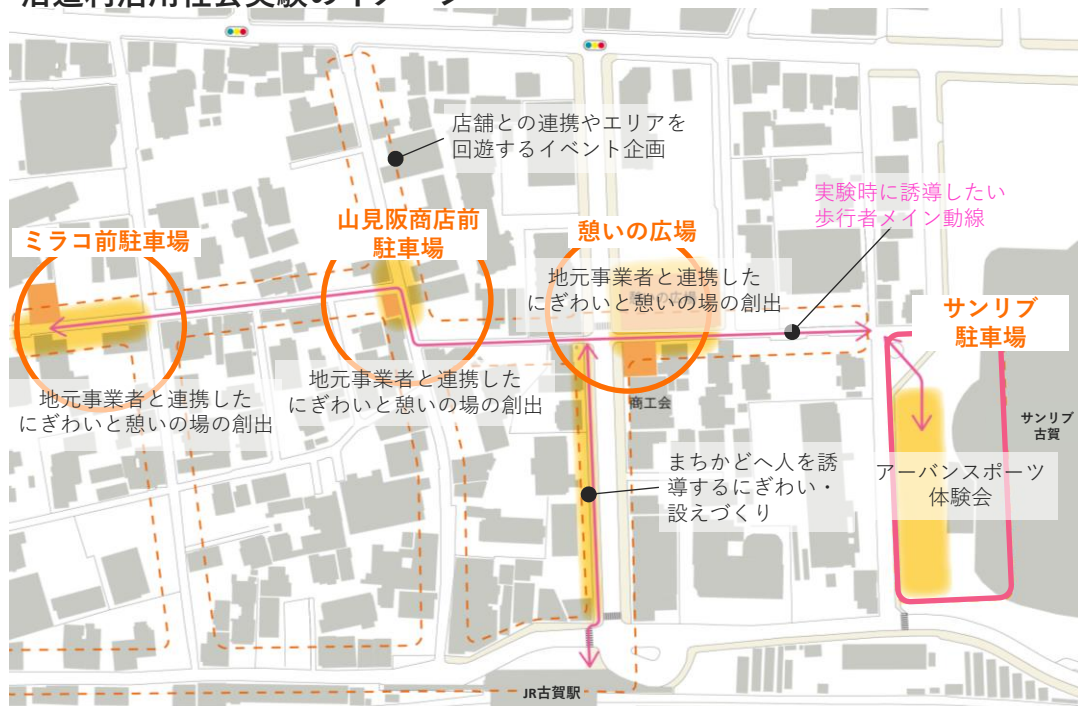 店舗との連携やエリアを
回遊するイベント企画
実験時に誘導したい
歩行者メイン動線
ミラコ前駐車場
山見阪商店前
駐車場
憩いの広場
地元事業者と連携した
にぎわいと憩いの場の創出
サンリブ
駐車場
地元事業者と連携した
にぎわいと憩いの場の創出
地元事業者と連携した
にぎわいと憩いの場の創出
商工会
サンリブ
古賀
まちかどへ人を誘
導するにぎわい・
設えづくり
アーバンスポーツ
体験会
JR古賀駅